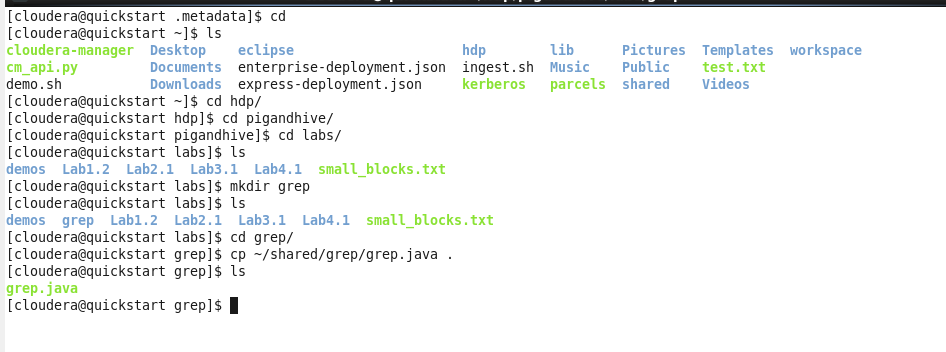 [cloudera@quickstart .metadata]$ cd
[cloudera@quickstart ~]$ ls
cloudera-manager  Desktop    eclipse                     hdp        lib      Pictures  Templates  workspace
cm_api.py         Documents  enterprise-deployment.json  ingest.sh  Music    Public    test.txt
demo.sh           Downloads  express-deployment.json     kerberos   parcels  shared    Videos
[cloudera@quickstart ~]$ cd hdp/
[cloudera@quickstart hdp]$ cd pigandhive/
[cloudera@quickstart pigandhive]$ cd labs/
[cloudera@quickstart labs]$ ls
demos  Lab1.2  Lab2.1  Lab3.1  Lab4.1  small_blocks.txt
[cloudera@quickstart labs]$ mkdir grep
[cloudera@quickstart labs]$ ls
demos  grep  Lab1.2  Lab2.1  Lab3.1  Lab4.1  small_blocks.txt
[cloudera@quickstart labs]$ cd grep/
[cloudera@quickstart grep]$ cp ~/shared/grep/grep.java .
[cloudera@quickstart grep]$ ls
grep.java
[cloudera@quickstart grep]$